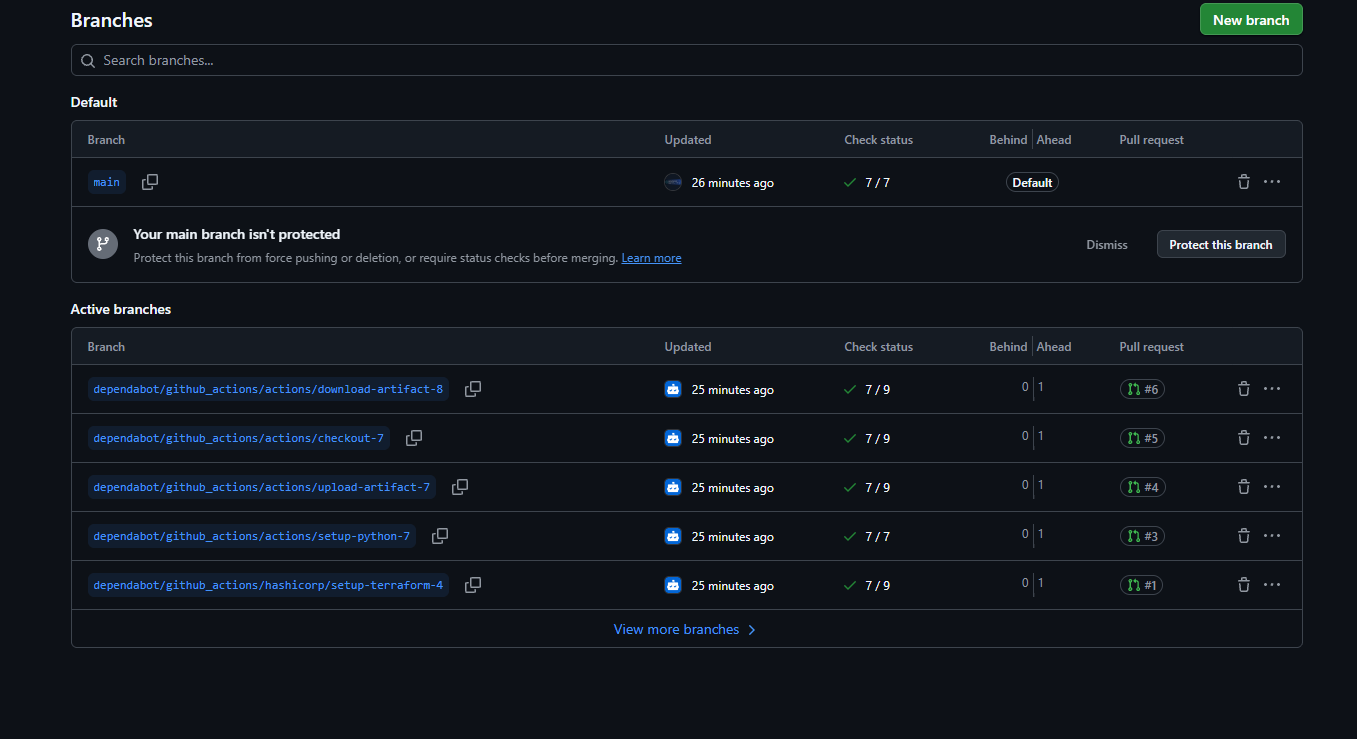 Branches
New branch
Search branches...
Default
Branch Updated Check status Behind Ahead Pull request
main 26 minutes ago 7 / 7 Default
Your main branch isn't protected
Protect this branch from force pushing or deletion, or require status checks before merging. Learn more
Dismiss Protect this branch
Active branches
Branch Updated Check status Behind Ahead Pull request
dependabot/github_actions/actions/download-artifact-8 25 minutes ago 7 / 9 0 1 #6
dependabot/github_actions/actions/checkout-7 25 minutes ago 7 / 9 0 1 #5
dependabot/github_actions/actions/upload-artifact-7 25 minutes ago 7 / 9 0 1 #4
dependabot/github_actions/actions/setup-python-7 25 minutes ago 7 / 7 0 1 #3
dependabot/github_actions/hashicorp/setup-terraform-4 25 minutes ago 7 / 9 0 1 #1
View more branches